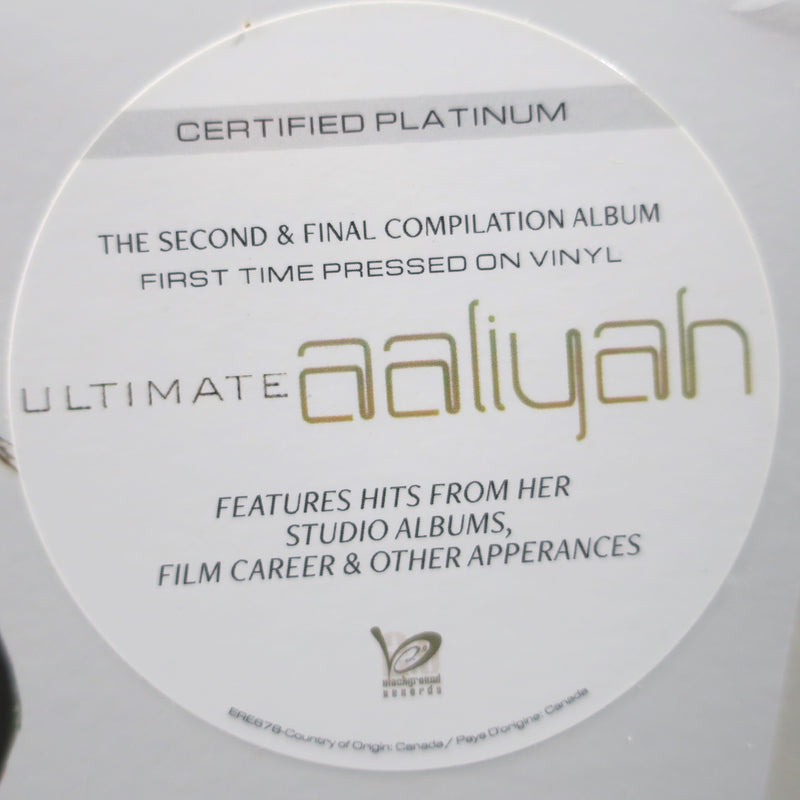 CERTIFIED PLATINUM
THE SECOND & FINAL COMPILATION ALBUM
FIRST TIME PRESSED ON VINYL
ULTIMATE aaliyah
FEATURES HITS FROM HER
STUDIO ALBUMS,
FILM CAREER & OTHER APPERANCES
blackground
records
ERE678-Country of Origin: Canada/ Pays D'origine: Canada